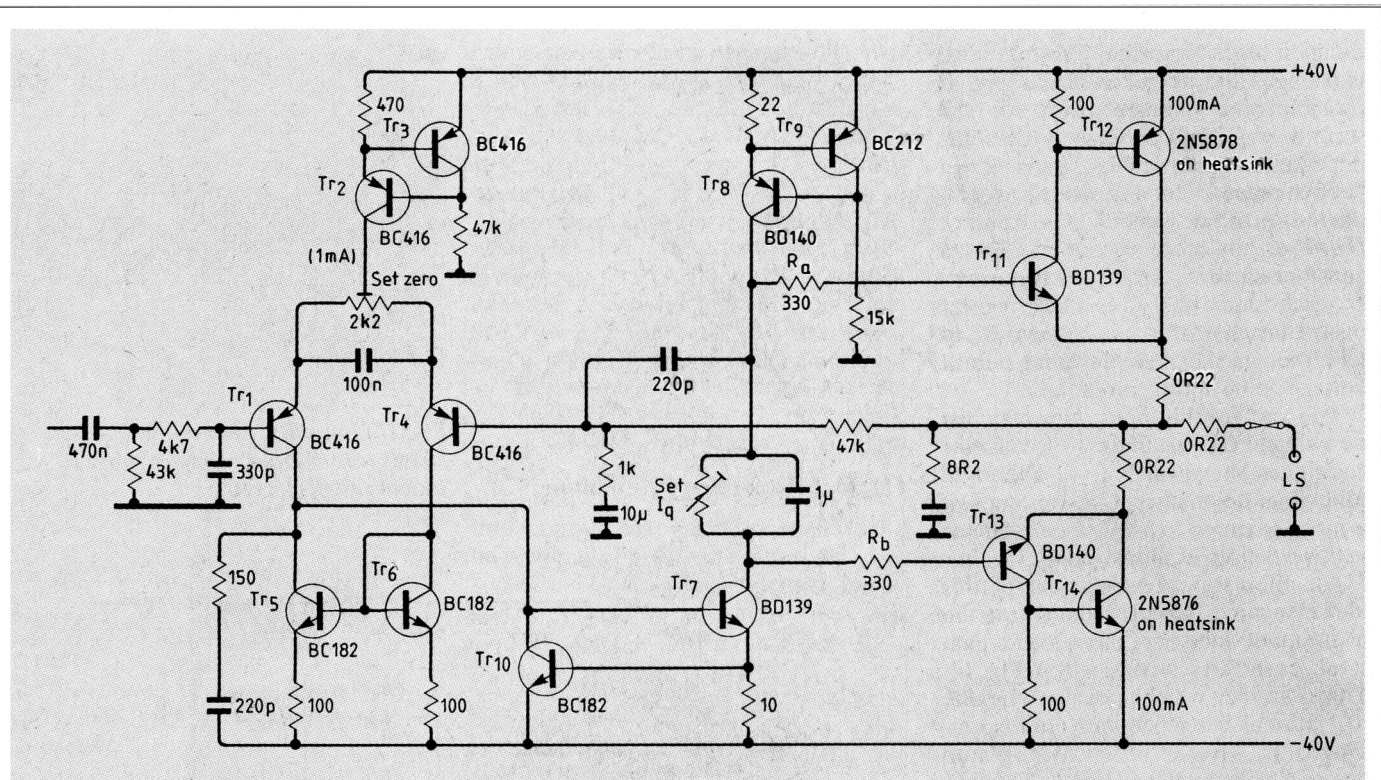 +40V
470
Tr3
BC416
Tr2
BC416
47k
(1mA)
Set zero
2k2
100n
Tr1
BC416
Tr4
BC416
470n
4k7
43k
330p
150
220p
Tr5
BC182
Tr6
BC182
100
100
Tr10
BC182
22
Tr9
BC212
Tr8
BD140
Ra
330
15k
220p
47k
1k
10μ
Set
Iq
1μ
Tr7
BD139
10
Rb
330
100
100mA
Tr12
2N5878
on heatsink
Tr11
BD139
0R22
0R22
8R2
0R22
LS
Tr13
BD140
Tr14
2N5876
on heatsink
100
100mA
-40V